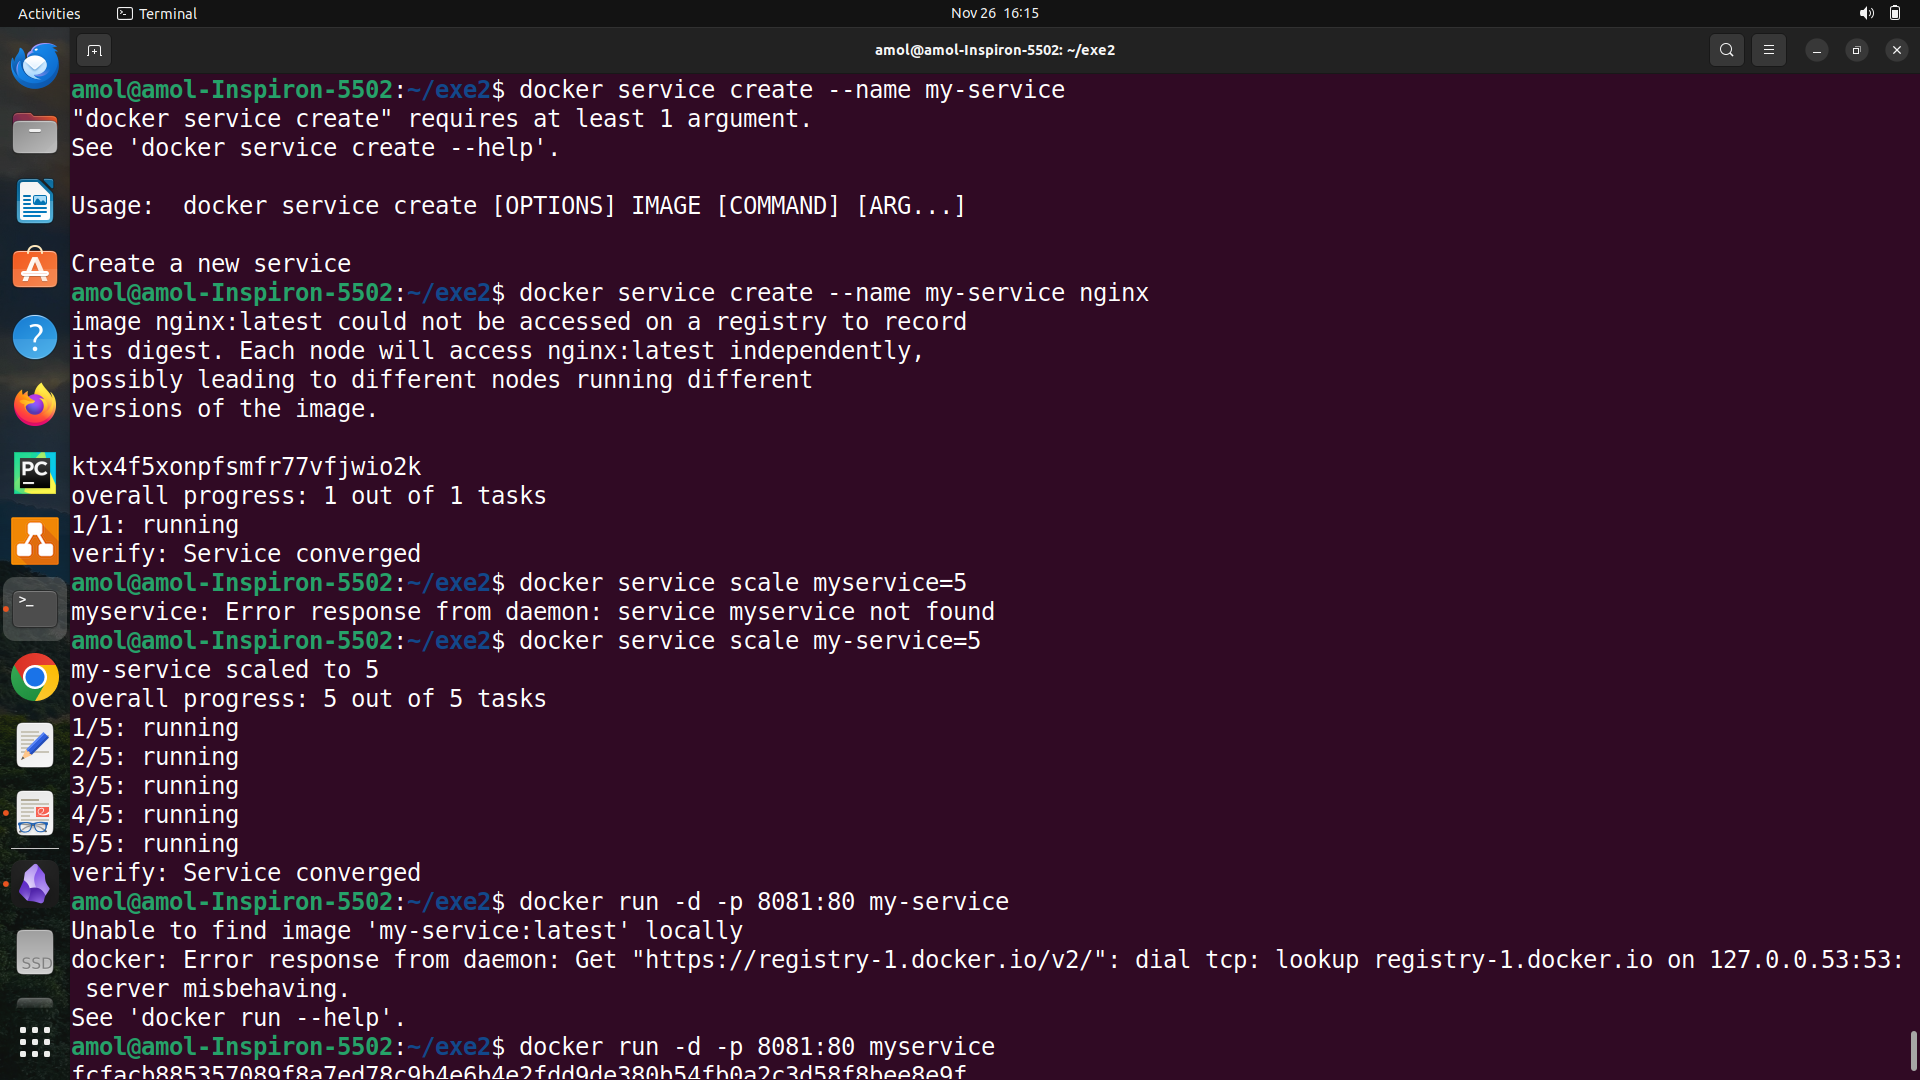 Activities
Terminal
Nov 26 16:15
amol@amol-Inspiron-5502: ~/exe2
amol@amol-Inspiron-5502:~/exe2$ docker service create --name my-service
"docker service create" requires at least 1 argument.
See 'docker service create --help'.
Usage:  docker service create [OPTIONS] IMAGE [COMMAND] [ARG...]
Create a new service
amol@amol-Inspiron-5502:~/exe2$ docker service create --name my-service nginx
image nginx:latest could not be accessed on a registry to record
its digest. Each node will access nginx:latest independently,
possibly leading to different nodes running different
versions of the image.
ktx4f5xonpfsmfr77vfjwio2k
overall progress: 1 out of 1 tasks
1/1: running
verify: Service converged
amol@amol-Inspiron-5502:~/exe2$ docker service scale myservice=5
myservice: Error response from daemon: service myservice not found
amol@amol-Inspiron-5502:~/exe2$ docker service scale my-service=5
my-service scaled to 5
overall progress: 5 out of 5 tasks
1/5: running
2/5: running
3/5: running
4/5: running
5/5: running
verify: Service converged
amol@amol-Inspiron-5502:~/exe2$ docker run -d -p 8081:80 my-service
Unable to find image 'my-service:latest' locally
docker: Error response from daemon: Get "https://registry-1.docker.io/v2/": dial tcp: lookup registry-1.docker.io on 127.0.0.53:53:
 server misbehaving.
See 'docker run --help'.
amol@amol-Inspiron-5502:~/exe2$ docker run -d -p 8081:80 myservice
fcfacb885357089f8a7ed78c9b4e6b4e2fdd9de380b54fb0a2c3d58f8bee8e9f
PC
SSD